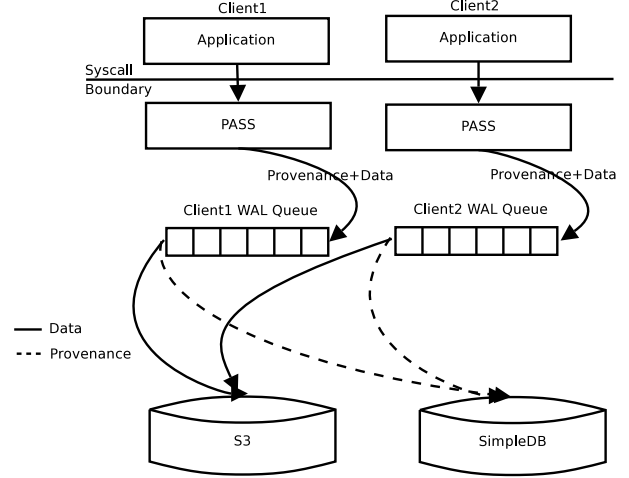 Client1
Client2
Application
Application
Syscall
Boundary
PASS
PASS
Provenance+Data
Provenance+Data
Client1 WAL Queue
Client2 WAL Queue
Data
Provenance
S3
SimpleDB